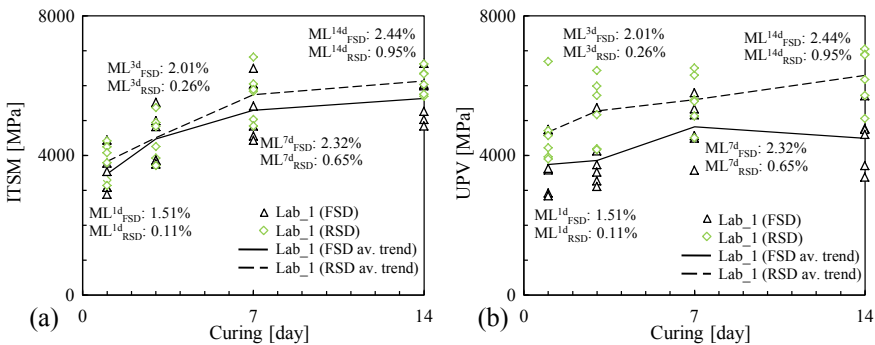 8000
4000
0
ITSM [MPa]
ML³ᵈFSD: 2.01%
ML³ᵈRSD: 0.26%
ML¹⁴ᵈFSD: 2.44%
ML¹⁴ᵈRSD: 0.95%
ML⁷ᵈFSD: 2.32%
ML⁷ᵈRSD: 0.65%
ML¹ᵈFSD: 1.51%
ML¹ᵈRSD: 0.11%
Lab_1 (FSD)
Lab_1 (RSD)
Lab_1 (FSD av. trend)
Lab_1 (RSD av. trend)
0 7 14
(a)
Curing [day]
8000
4000
0
UPV [MPa]
ML³ᵈFSD: 2.01%
ML³ᵈRSD: 0.26%
ML¹⁴ᵈFSD: 2.44%
ML¹⁴ᵈRSD: 0.95%
ML⁷ᵈFSD: 2.32%
ML⁷ᵈRSD: 0.65%
ML¹ᵈFSD: 1.51%
ML¹ᵈRSD: 0.11%
Lab_1 (FSD)
Lab_1 (RSD)
Lab_1 (FSD av. trend)
Lab_1 (RSD av. trend)
0 7 14
(b)
Curing [day]